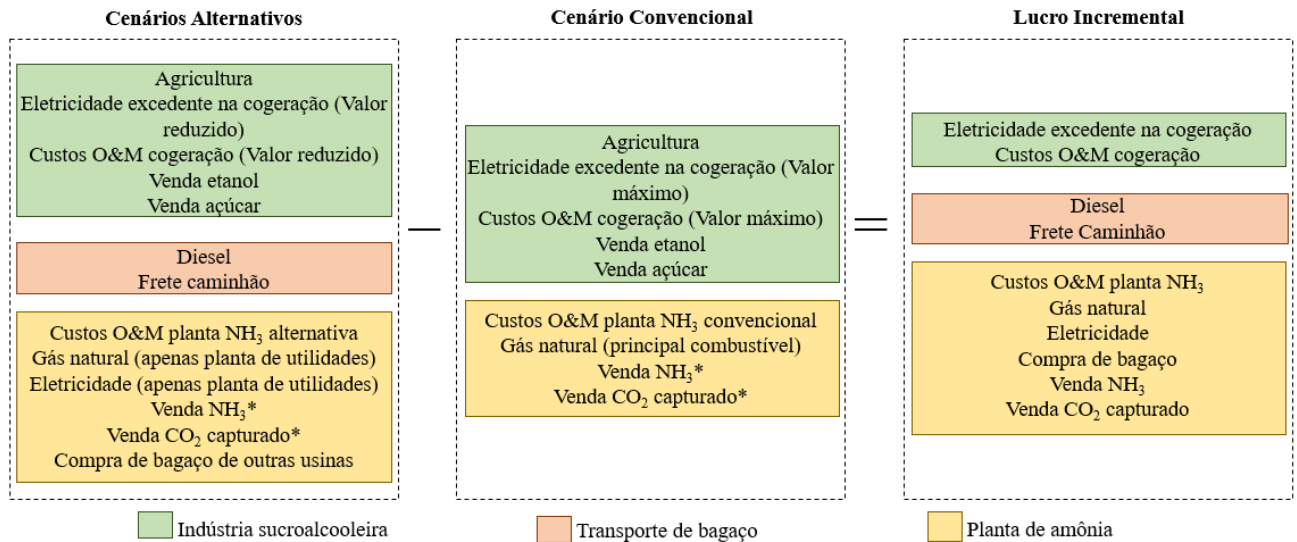 Cenários Alternativos
Agricultura
Eletricidade excedente na cogeração (Valor
reduzido)
Custos O&M cogeração (Valor reduzido)
Venda etanol
Venda açúcar
Diesel
Frete caminhão
Custos O&M planta NH₃ alternativa
Gás natural (apenas planta de utilidades)
Eletricidade (apenas planta de utilidades)
Venda NH₃*
Venda CO₂ capturado*
Compra de bagaço de outras usinas
—
Cenário Convencional
Agricultura
Eletricidade excedente na cogeração (Valor
máximo)
Custos O&M cogeração (Valor máximo)
Venda etanol
Venda açúcar
Custos O&M planta NH₃ convencional
Gás natural (principal combustível)
Venda NH₃*
Venda CO₂ capturado*
=
Lucro Incremental
Eletricidade excedente na cogeração
Custos O&M cogeração
Diesel
Frete Caminhão
Custos O&M planta NH₃
Gás natural
Eletricidade
Compra de bagaço
Venda NH₃
Venda CO₂ capturado
Indústria sucroalcooleira
Transporte de bagaço
Planta de amônia